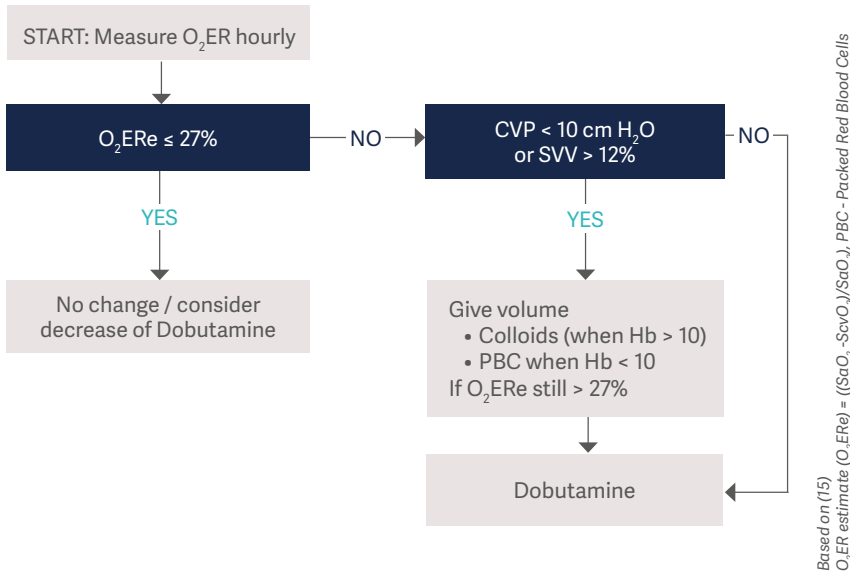 START: Measure O₂ER hourly
O₂ERe ≤ 27%
NO
CVP < 10 cm H₂O
or SVV > 12%
NO
YES
YES
No change / consider
decrease of Dobutamine
Give volume
• Colloids (when Hb > 10)
• PBC when Hb < 10
If O₂ERe still > 27%
Dobutamine
Based on (15)
O₂ER estimate (O₂ERe) = ((SaO₂ -ScvO₂)/SaO₂), PBC - Packed Red Blood Cells